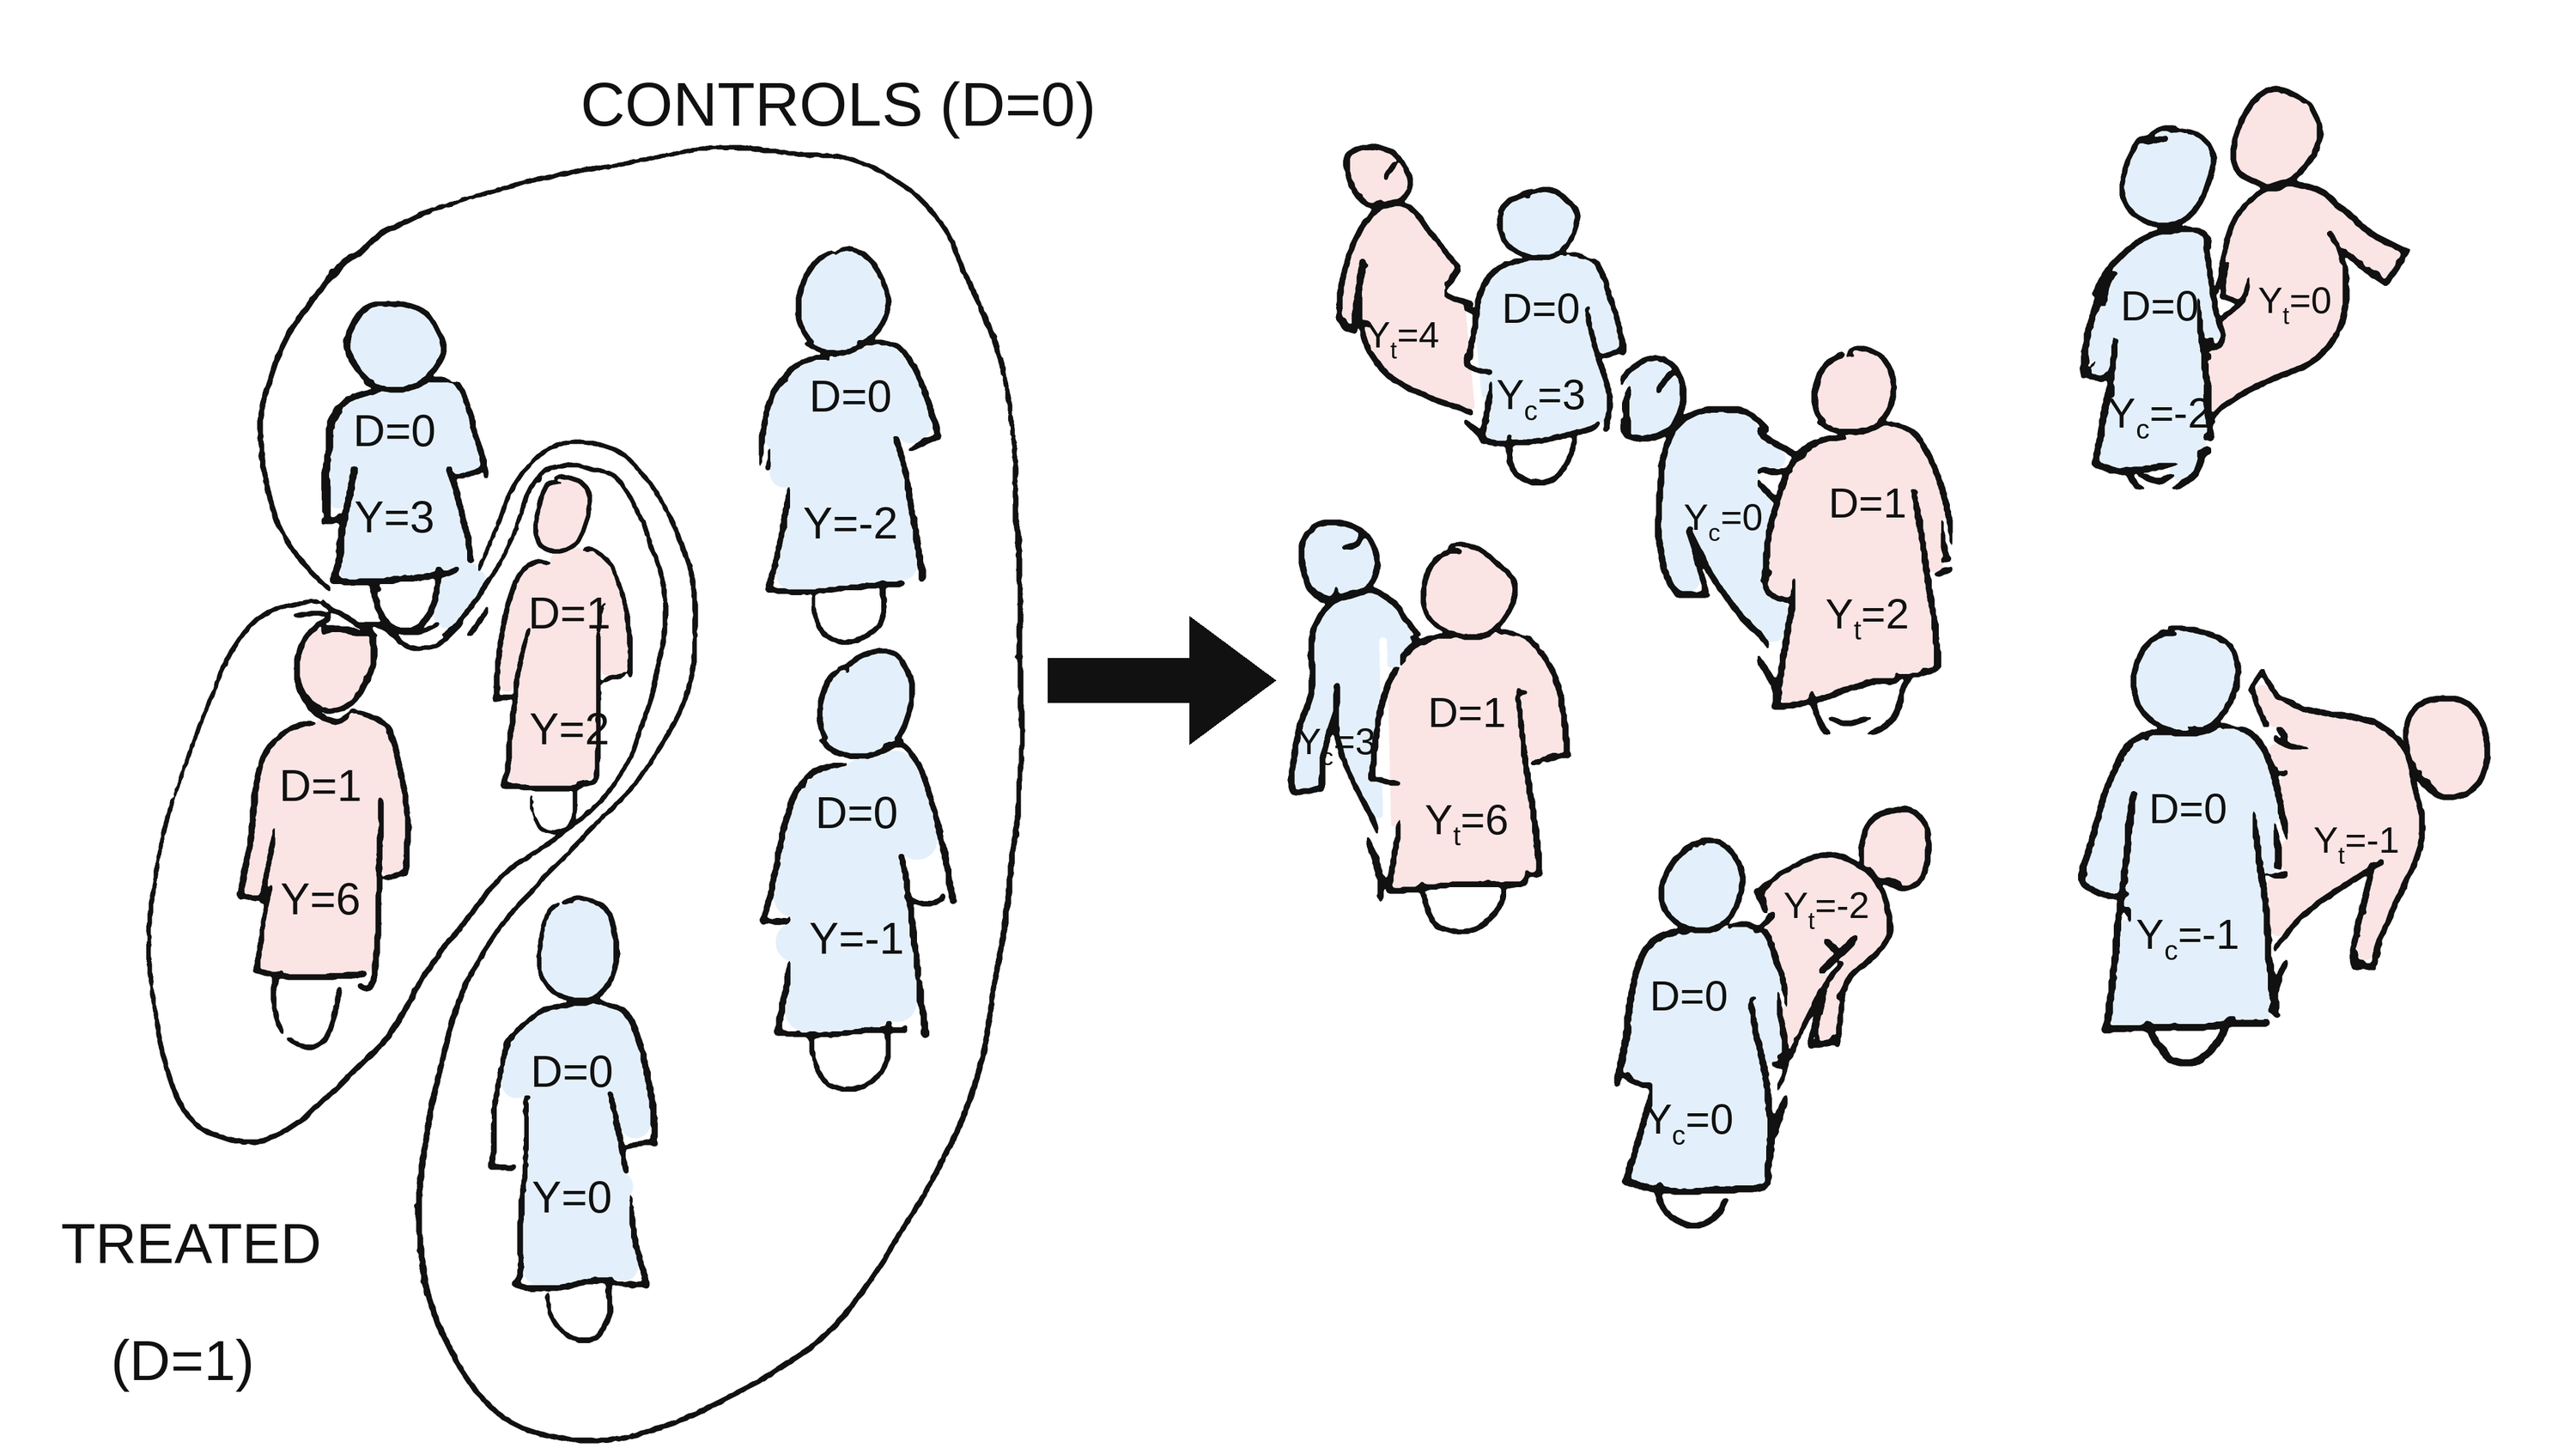 CONTROLS (D=0)
D=0
Y=3
D=0
Y=-2
D=1
Y=2
D=1
Y=6
D=0
Y=-1
D=0
Y=0
TREATED
(D=1)
Yt=4
D=0
Yc=3
D=0
Yc=-2
Yt=0
Yc=0
D=1
Yt=2
Yc=3
D=1
Yt=6
D=0
Yc=-1
Yt=-1
Yt=-2
D=0
Yc=0